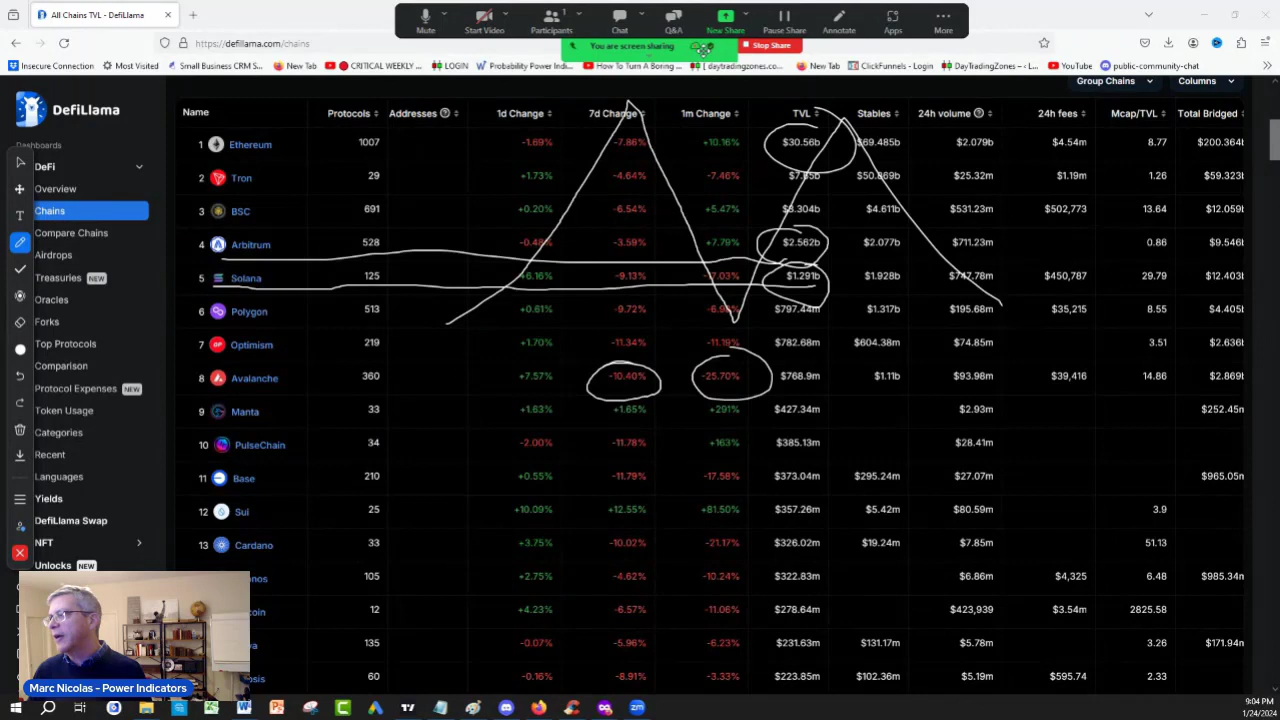 All Chains TVL - DefiLlama
Mute Start Video Participants 1 Chat Q&A New Share Pause Share Annotate Apps More
https://defillama.com/chains
You are screen sharing Stop Share
Insecure Connection Most Visited Small Business CRM S... New Tab CRITICAL WEEKLY ... LOGIN Probability Power Indi... How To Turn A Boring ... [ daytradingzones.co... New Tab ClickFunnels - Login DayTradingZones – ‹ L... YouTube public-community-chat
DefiLlama
Group Chains Columns
Name Protocols Addresses 1d Change 7d Change 1m Change TVL Stables 24h volume 24h fees Mcap/TVL Total Bridged
1 Ethereum 1007 -1.69% -7.86% +10.16% $30.56b $69.485b $2.079b $4.54m 8.77 $200.364b
2 Tron 29 +1.73% -4.64% -7.46% $7.85b $50.869b $25.32m $1.19m 1.26 $59.323b
3 BSC 691 +0.20% -6.54% +5.47% $3.304b $4.611b $531.23m $502,773 13.64 $12.059b
4 Arbitrum 528 -0.48% -3.59% +7.79% $2.562b $2.077b $711.23m 0.86 $9.546b
5 Solana 125 +6.16% -9.13% -17.03% $1.291b $1.928b $747.78m $450,787 29.79 $12.403b
6 Polygon 513 +0.61% -9.72% $797.44m $1.317b $195.68m $35,215 8.55 $4.405b
7 Optimism 219 +1.70% -11.34% -11.19% $782.68m $604.38m $74.85m 3.51 $2.636b
8 Avalanche 360 +7.57% -10.40% -25.70% $768.9m $1.11b $93.98m $39,416 14.86 $2.869b
9 Manta 33 +1.63% +1.65% +291% $427.34m $2.93m $252.45m
10 PulseChain 34 -2.00% -11.78% +163% $385.13m $28.41m
11 Base 210 +0.55% -11.79% -17.56% $373.04m $295.24m $27.07m $965.05m
12 Sui 25 +10.09% +12.55% +81.50% $357.26m $5.42m $80.59m 3.9
13 Cardano 33 +3.75% -10.02% -21.17% $326.02m $19.24m $7.85m 51.13
nos 105 +2.75% -4.62% -10.24% $322.83m $6.86m $4,325 6.48 $985.34m
oin 12 +4.23% -6.57% -11.06% $278.64m $423,939 $3.54m 2825.58
va 135 -0.07% -5.96% -6.23% $231.63m $131.17m $5.78m 3.26 $171.94m
osis 60 -0.16% -8.91% -3.33% $223.85m $102.36m $5.19m $595.74 2.33
Dashboards
DeFi
Overview
Chains
Compare Chains
Airdrops
Treasuries NEW
Oracles
Forks
Top Protocols
Comparison
Protocol Expenses NEW
Token Usage
Categories
Recent
Languages
Yields
DefiLlama Swap
NFT
Unlocks NEW
Marc Nicolas - Power Indicators
9:04 PM
1/24/2024